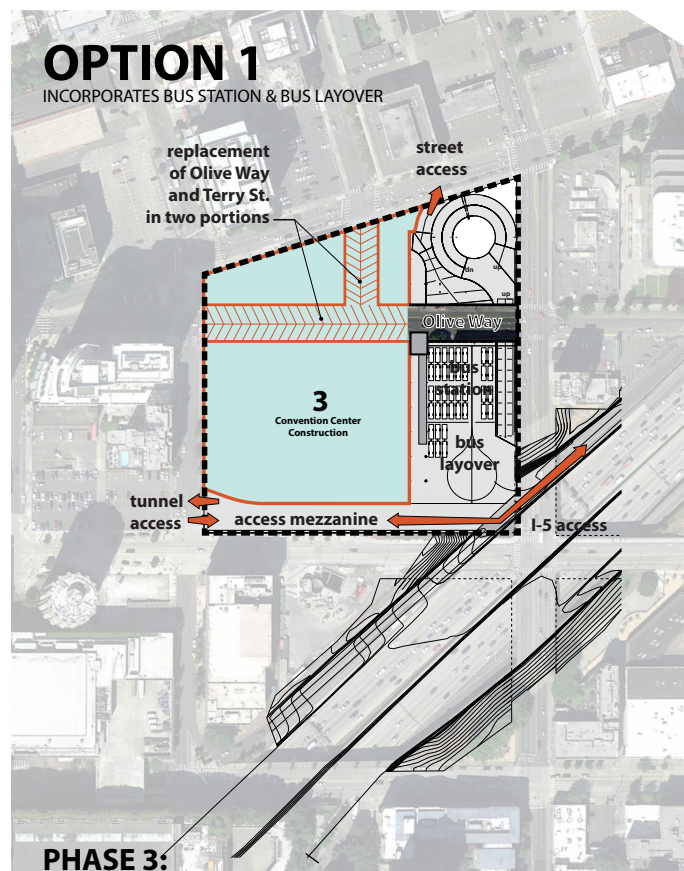 OPTION 1
INCORPORATES BUS STATION & BUS LAYOVER
replacement
of Olive Way
and Terry St.
in two portions
street
access
dn
up
up
Olive Way
bus
station
3
Convention Center
Construction
bus
layover
tunnel
access
access mezzanine
I-5 access
PHASE 3: